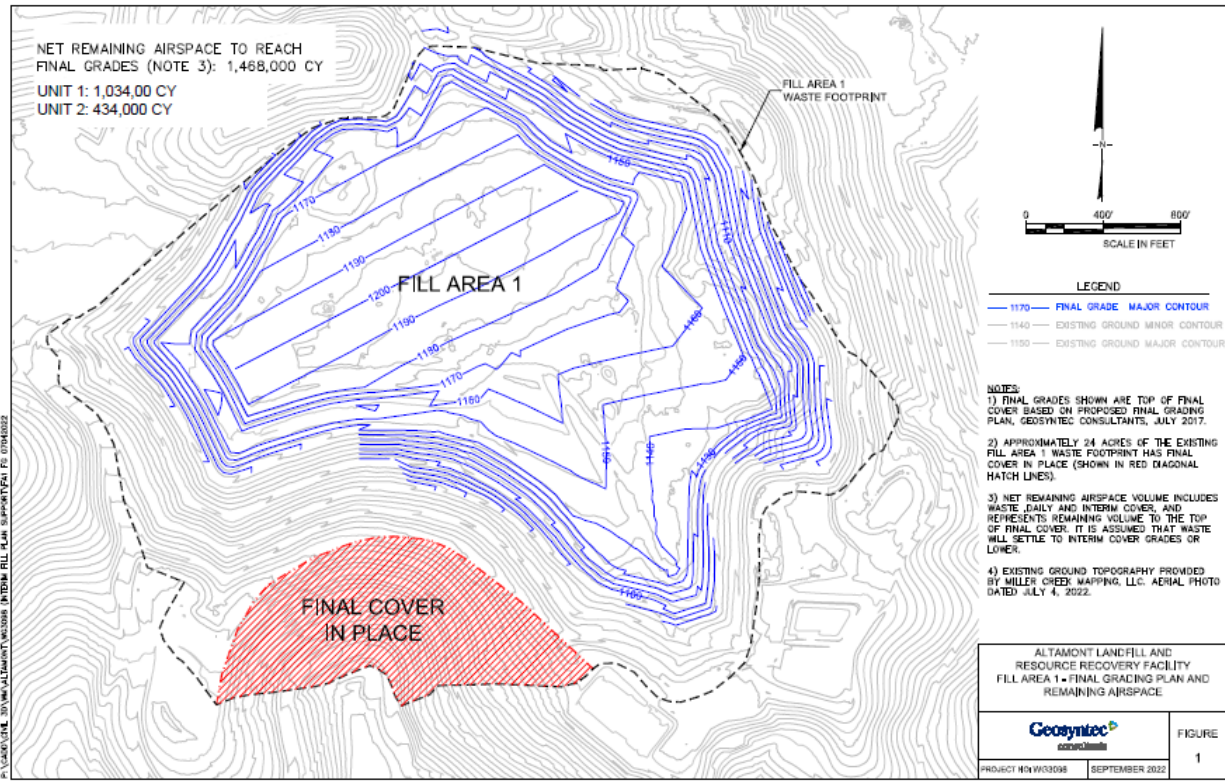 NET REMAINING AIRSPACE TO REACH
FINAL GRADES (NOTE 3): 1,468,000 CY
UNIT 1: 1,034,00 CY
UNIT 2: 434,000 CY
FILL AREA 1
WASTE FOOTPRINT
1150
1170
1180
1190
1200
FILL AREA 1
1190
1180
1170
1160
1110
1160
1150
1150
1140
1130
1100
FINAL COVER
IN PLACE
-N-
0 400' 800'
SCALE IN FEET
LEGEND
1170 FINAL GRADE MAJOR CONTOUR
1140 EXISTING GROUND MINOR CONTOUR
1150 EXISTING GROUND MAJOR CONTOUR
NOTES:
1) FINAL GRADES SHOWN ARE TOP OF FINAL
COVER BASED ON PROPOSED FINAL GRADING
PLAN, GEOSYNTEC CONSULTANTS, JULY 2017.
2) APPROXIMATELY 24 ACRES OF THE EXISTING
FILL AREA 1 WASTE FOOTPRINT HAS FINAL
COVER IN PLACE (SHOWN IN RED DIAGONAL
HATCH LINES).
3) NET REMAINING AIRSPACE VOLUME INCLUDES
WASTE ,DAILY AND INTERIM COVER, AND
REPRESENTS REMAINING VOLUME TO THE TOP
OF FINAL COVER. IT IS ASSUMED THAT WASTE
WILL SETTLE TO INTERIM COVER GRADES OR
LOWER.
4) EXISTING GROUND TOPOGRAPHY PROVIDED
BY MILLER CREEK MAPPING, LLC. AERIAL PHOTO
DATED JULY 4, 2022.
ALTAMONT LANDFILL AND
RESOURCE RECOVERY FACILITY
FILL AREA 1 - FINAL GRADING PLAN AND
REMAINING AIRSPACE
Geosyntec
consultants
FIGURE
1
PROJECT NO: WG3098 SEPTEMBER 2022